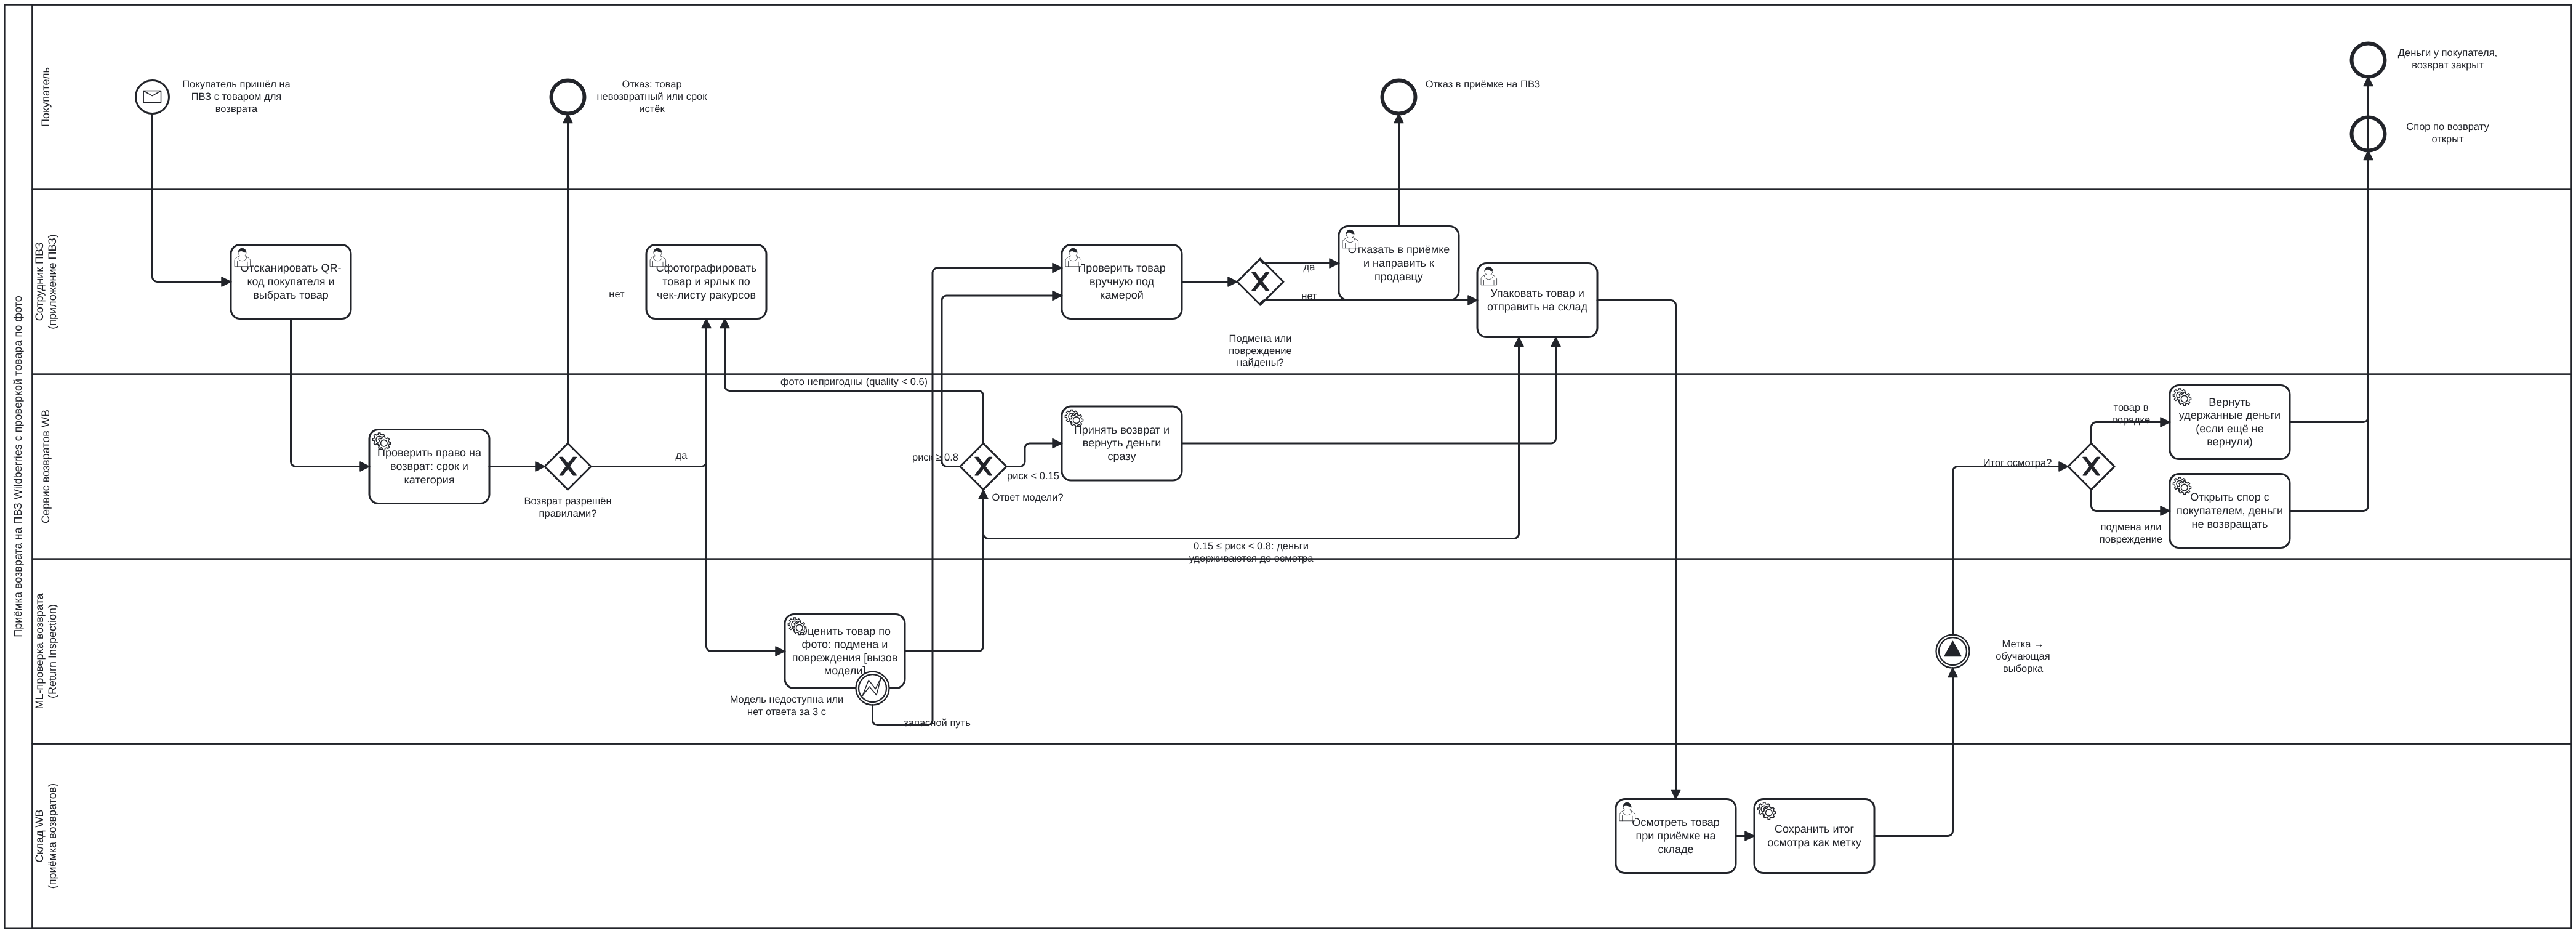 Приёмка возврата на ПВЗ Wildberries с проверкой товара по фото
Покупатель
Покупатель пришёл на
ПВЗ с товаром для
возврата
Отказ: товар
невозвратный или срок
истёк
Отказ в приёмке на ПВЗ
Деньги у покупателя,
возврат закрыт
Спор по возврату
открыт
Сотрудник ПВЗ
(приложение ПВЗ)
Отсканировать QR-
код покупателя и
выбрать товар
нет
Сфотографировать
товар и ярлык по
чек-листу ракурсов
Проверить товар
вручную под
камерой
да
нет
Подмена или
повреждение
найдены?
Отказать в приёмке
и направить к
продавцу
Упаковать товар и
отправить на склад
Сервис возвратов WB
Проверить право на
возврат: срок и
категория
Возврат разрешён
правилами?
да
фото непригодны (quality < 0.6)
риск ≥ 0.8
риск < 0.15
Ответ модели?
Принять возврат и
вернуть деньги
сразу
0.15 ≤ риск < 0.8: деньги
удерживаются до осмотра
Итог осмотра?
товар в
порядке
подмена или
повреждение
Вернуть
удержанные деньги
(если ещё не
вернули)
Открыть спор с
покупателем, деньги
не возвращать
ML-проверка возврата
(Return Inspection)
Оценить товар по
фото: подмена и
повреждения [вызов
модели]
Модель недоступна или
нет ответа за 3 с
запасной путь
Метка →
обучающая
выборка
Склад WB
(приёмка возвратов)
Осмотреть товар
при приёмке на
складе
Сохранить итог
осмотра как метку